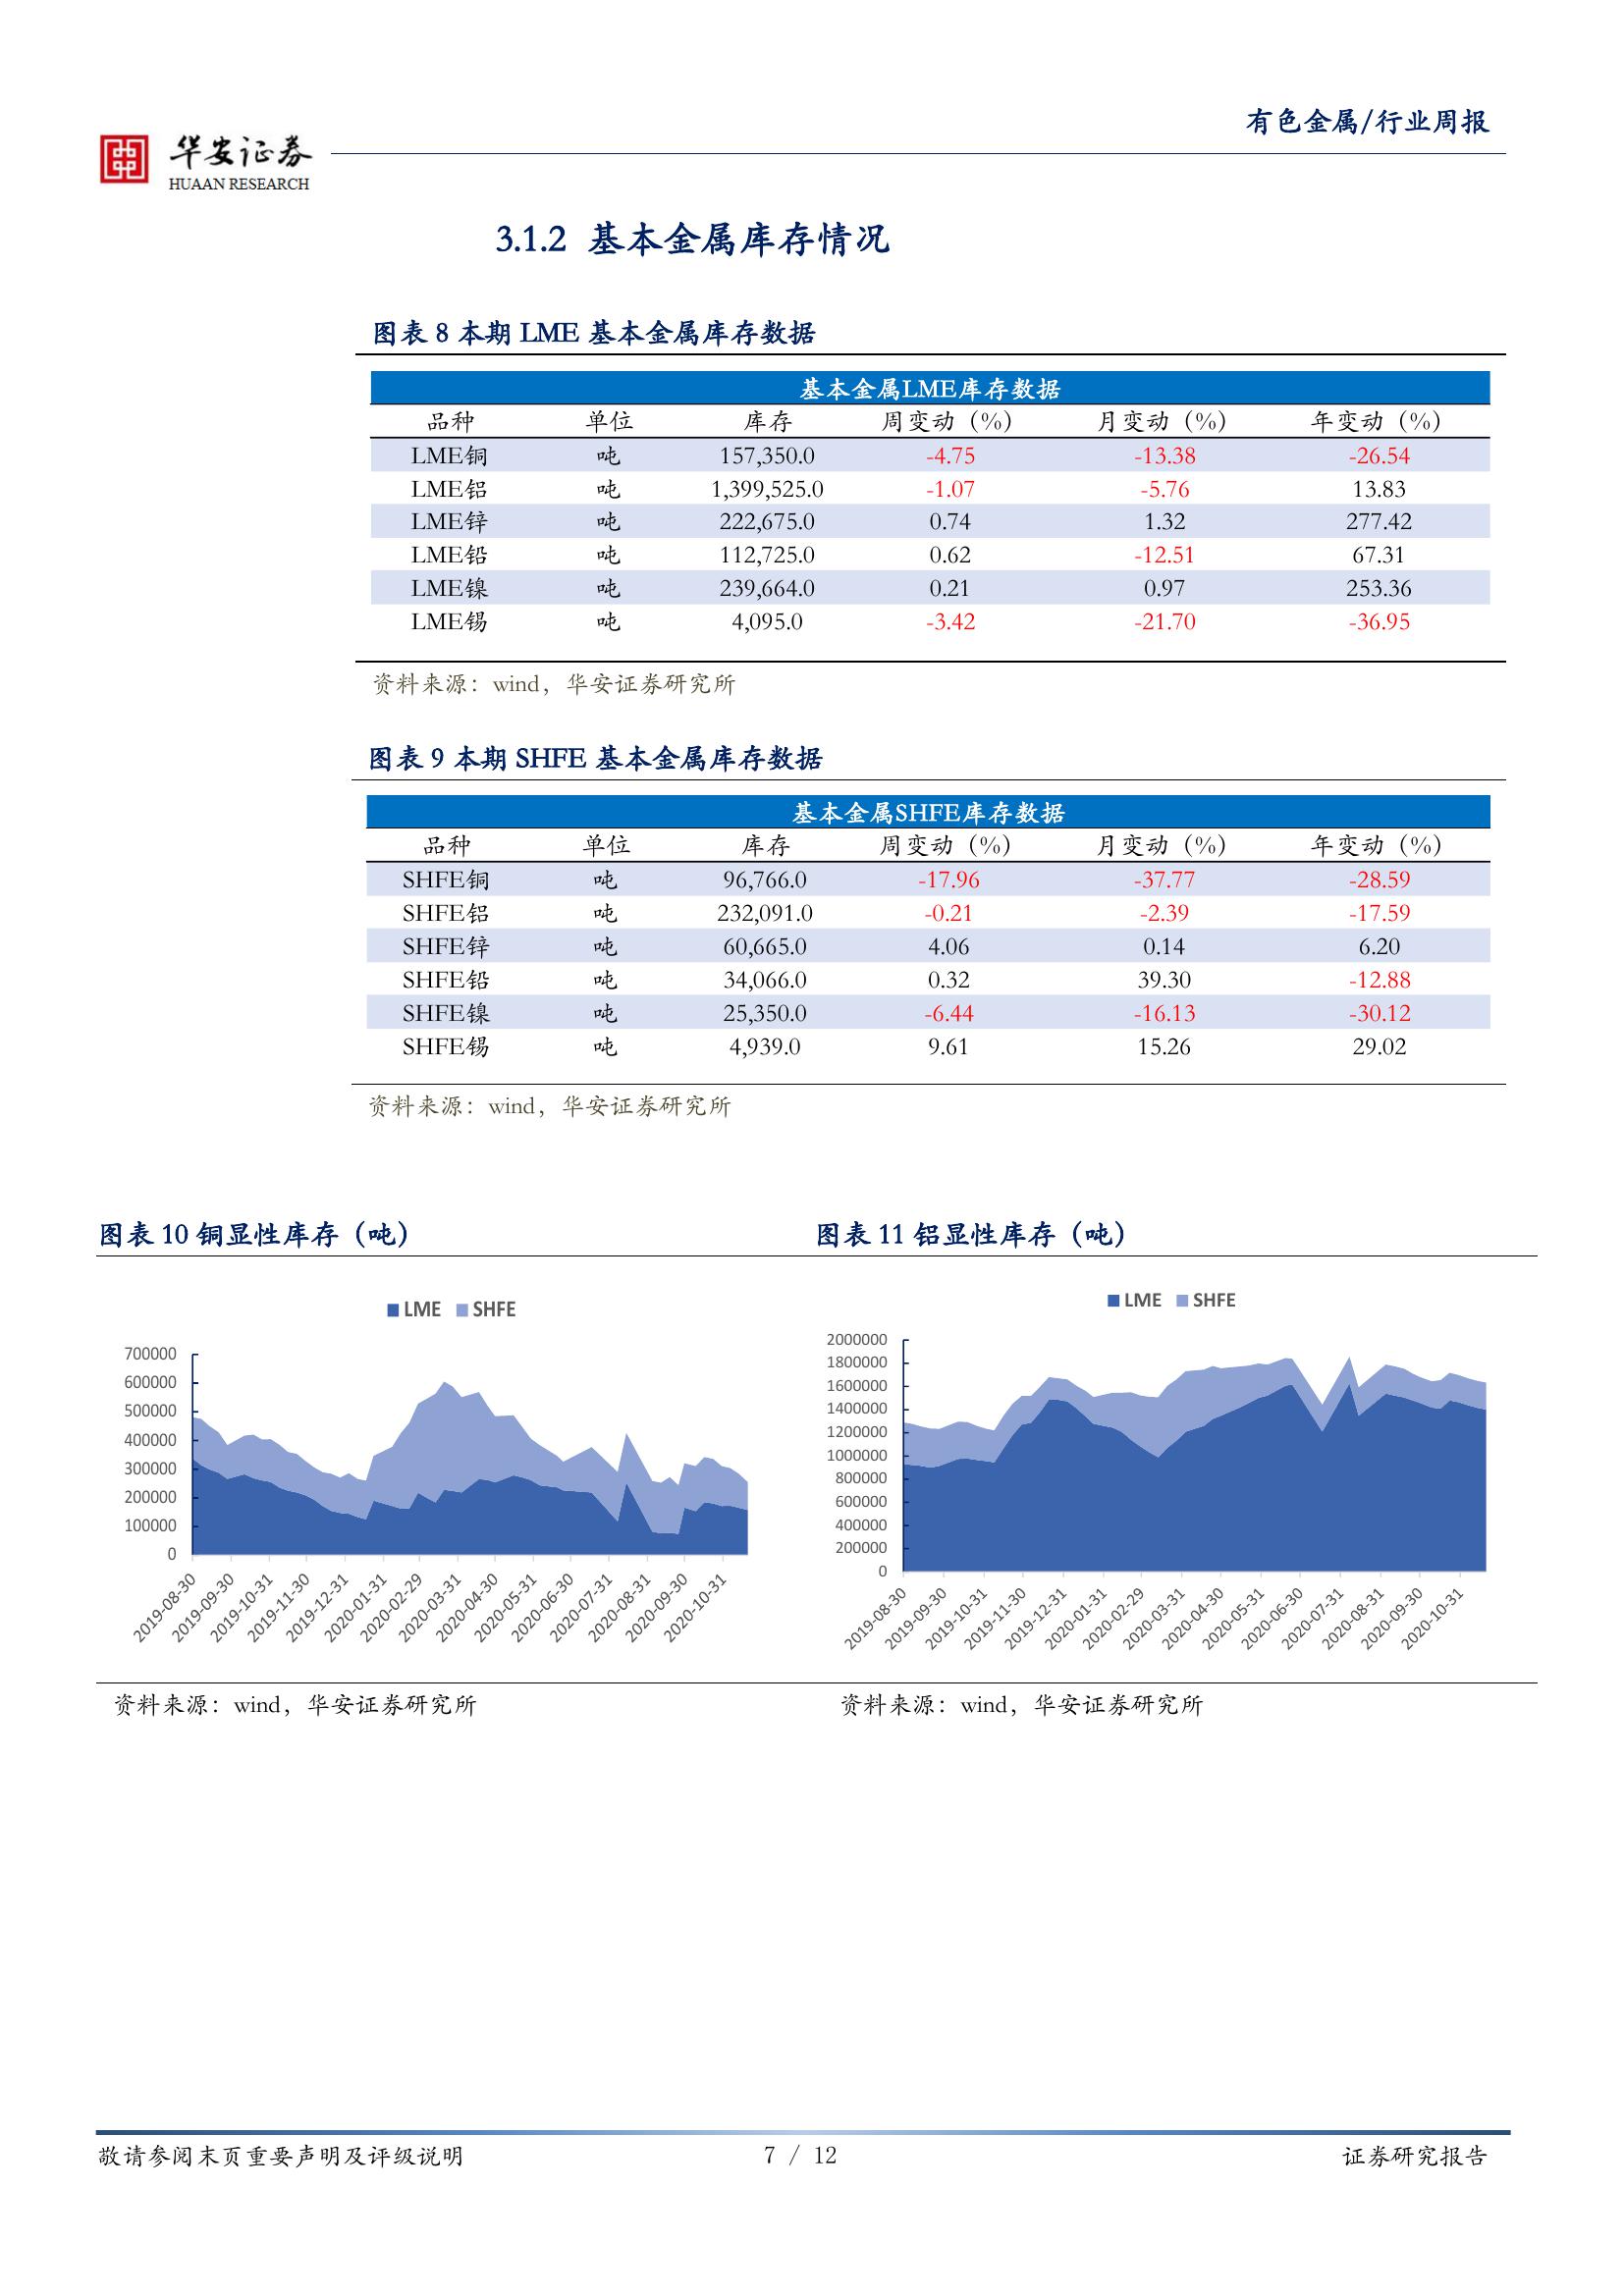 有色金属/行业周报
华安证券
HUAAN RESEARCH
3.1.2 基本金属库存情况
图表 8 本期 LME 基本金属库存数据
基本金属LME库存数据
品种 单位 库存 周变动（%） 月变动（%） 年变动（%）
LME铜 吨 157,350.0 -4.75 -13.38 -26.54
LME铝 吨 1,399,525.0 -1.07 -5.76 13.83
LME锌 吨 222,675.0 0.74 1.32 277.42
LME铅 吨 112,725.0 0.62 -12.51 67.31
LME镍 吨 239,664.0 0.21 0.97 253.36
LME锡 吨 4,095.0 -3.42 -21.70 -36.95
资料来源：wind，华安证券研究所
图表 9 本期 SHFE 基本金属库存数据
基本金属SHFE库存数据
品种 单位 库存 周变动（%） 月变动（%） 年变动（%）
SHFE铜 吨 96,766.0 -17.96 -37.77 -28.59
SHFE铝 吨 232,091.0 -0.21 -2.39 -17.59
SHFE锌 吨 60,665.0 4.06 0.14 6.20
SHFE铅 吨 34,066.0 0.32 39.30 -12.88
SHFE镍 吨 25,350.0 -6.44 -16.13 -30.12
SHFE锡 吨 4,939.0 9.61 15.26 29.02
资料来源：wind，华安证券研究所
图表 10 铜显性库存（吨）
LME SHFE
700000
600000
500000
400000
300000
200000
100000
0
2019-08-30 2019-09-30 2019-10-31 2019-11-30 2019-12-31 2020-01-31 2020-02-29 2020-03-31 2020-04-30 2020-05-31 2020-06-30 2020-07-31 2020-08-31 2020-09-30 2020-10-31
资料来源：wind，华安证券研究所
图表 11 铝显性库存（吨）
LME SHFE
2000000
1800000
1600000
1400000
1200000
1000000
800000
600000
400000
200000
0
2019-08-30 2019-09-30 2019-10-31 2019-11-30 2019-12-31 2020-01-31 2020-02-29 2020-03-31 2020-04-30 2020-05-31 2020-06-30 2020-07-31 2020-08-31 2020-09-30 2020-10-31
资料来源：wind，华安证券研究所
敬请参阅末页重要声明及评级说明 7 / 12 证券研究报告